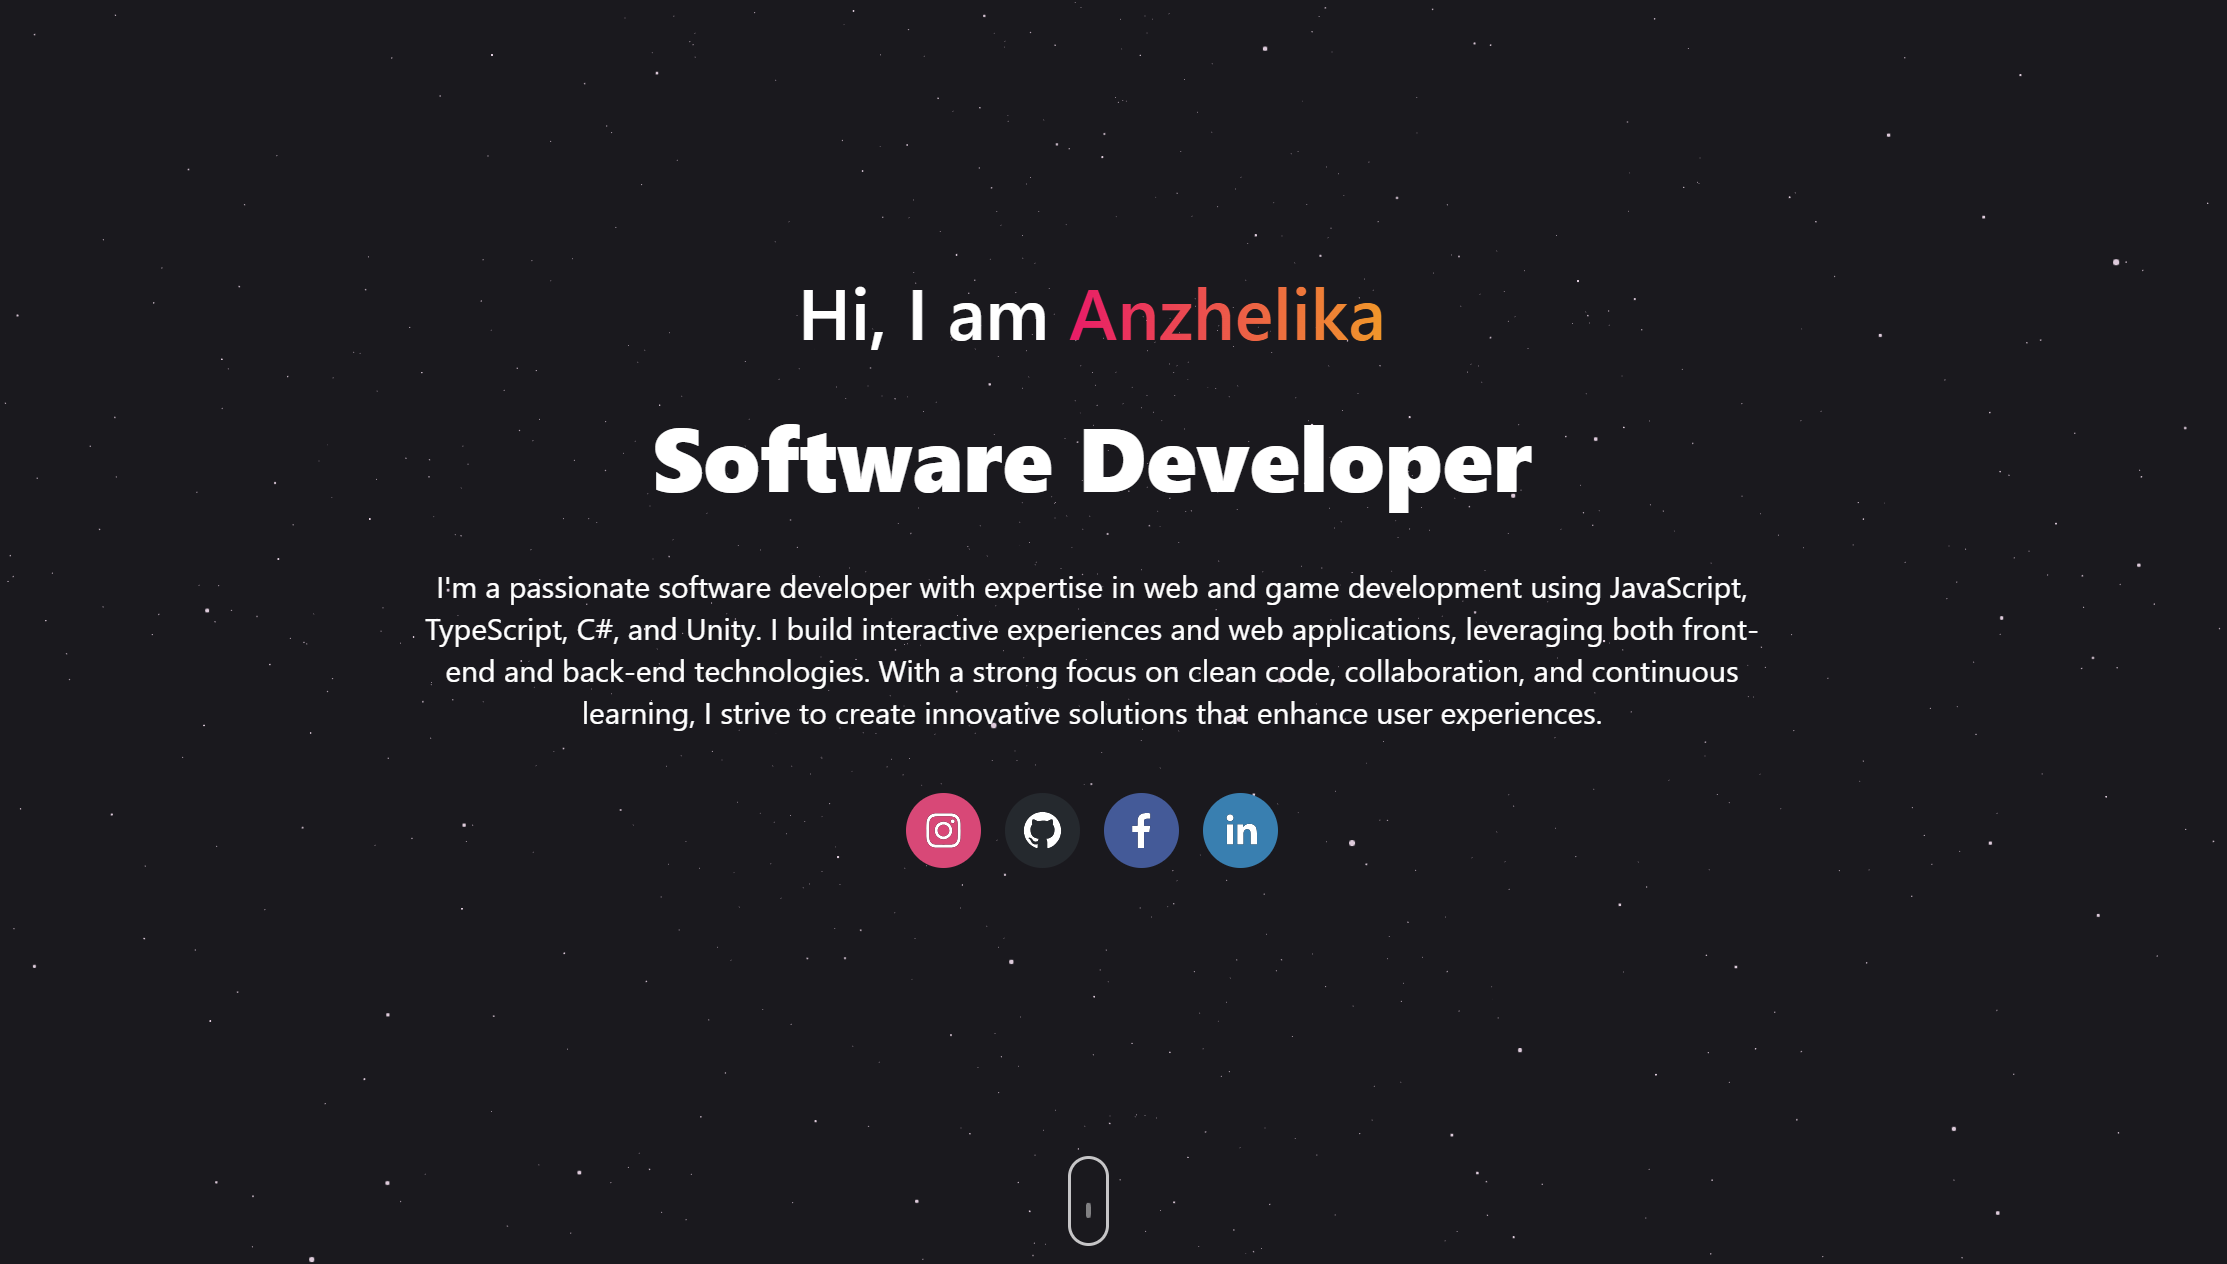 Hi, I am Anzhelika
Software Developer
I'm a passionate software developer with expertise in web and game development using JavaScript,
TypeScript, C#, and Unity. I build interactive experiences and web applications, leveraging both front-
end and back-end technologies. With a strong focus on clean code, collaboration, and continuous
learning, I strive to create innovative solutions that enhance user experiences.
f in